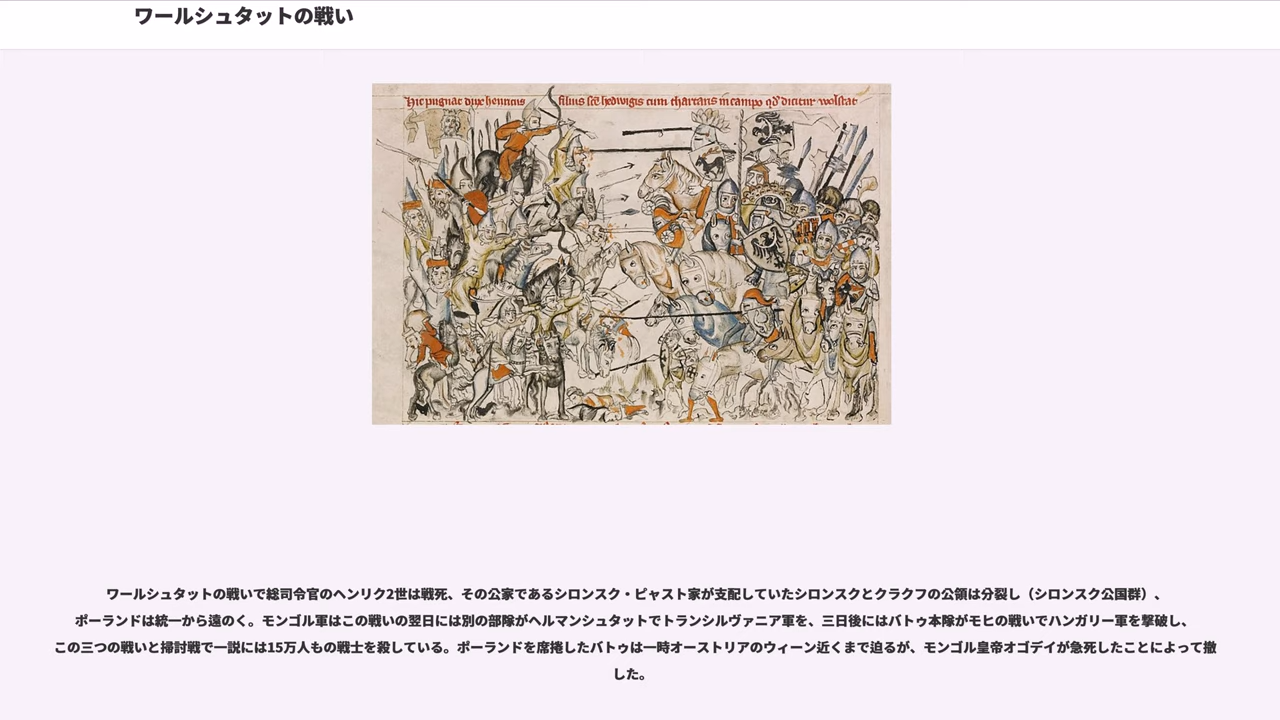 ワールシュタットの戦い
Hic pugnat dux henricus filius sce hedwigis cum thartaris in campo qd dicitur wolstat
ワールシュタットの戦いで総司令官のヘンリク2世は戦死、その公家であるシロンスク・ピャスト家が支配していたシロンスクとクラクフの公領は分裂し（シロンスク公国群）、
ポーランドは統一から遠のく。モンゴル軍はこの戦いの翌日には別の部隊がヘルマンシュタットでトランシルヴァニア軍を、三日後にはバトゥ本隊がモヒの戦いでハンガリー軍を撃破し、
この三つの戦いと掃討戦で一説には15万人もの戦士を殺している。ポーランドを席捲したバトゥは一時オーストリアのウィーン近くまで迫るが、モンゴル皇帝オゴデイが急死したことによって撤
した。